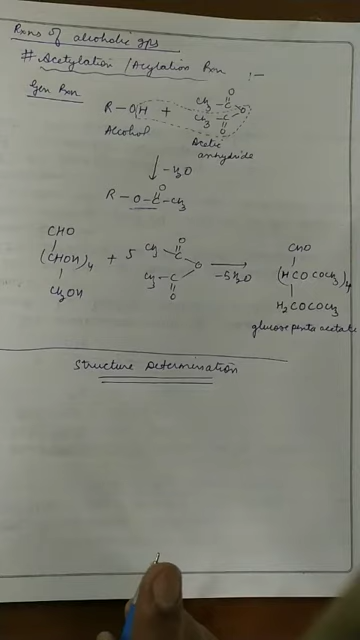 Rxns of alcoholic gps
# Acetylation / Acylation Rxn :-
Gen Rxn
R-OH + CH3-C(=O)-O-C(=O)-CH3
Alcohol Acetic
anhydride
-H2O
R-O-C(=O)-CH3
CHO
(CHOH)4 + 5 CH3-C(=O)-O-C(=O)-CH3 → -5H2O
CH2OH
CHO
(HCOCOCH3)4
H2COCOCH3
glucose penta acetate
Structure Determination